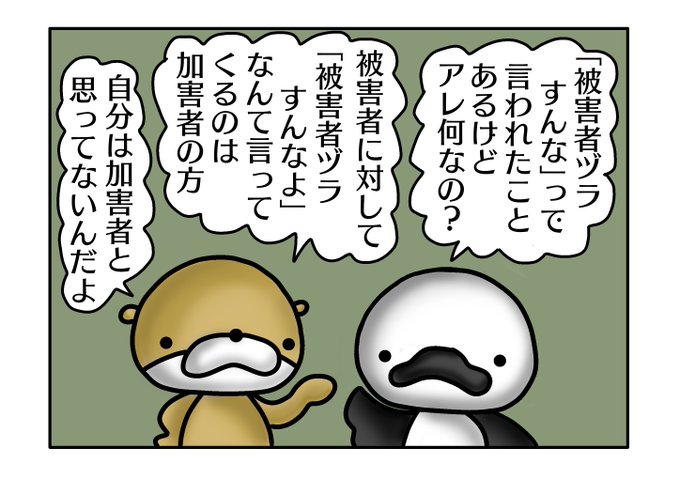 「被害者ヅラ
すんな」って
言われたこと
あるけど
アレ何なの？
被害者に対して
「被害者ヅラ
すんなよ」
なんて言って
くるのは
加害者の方
自分は加害者と
思ってないんだよ